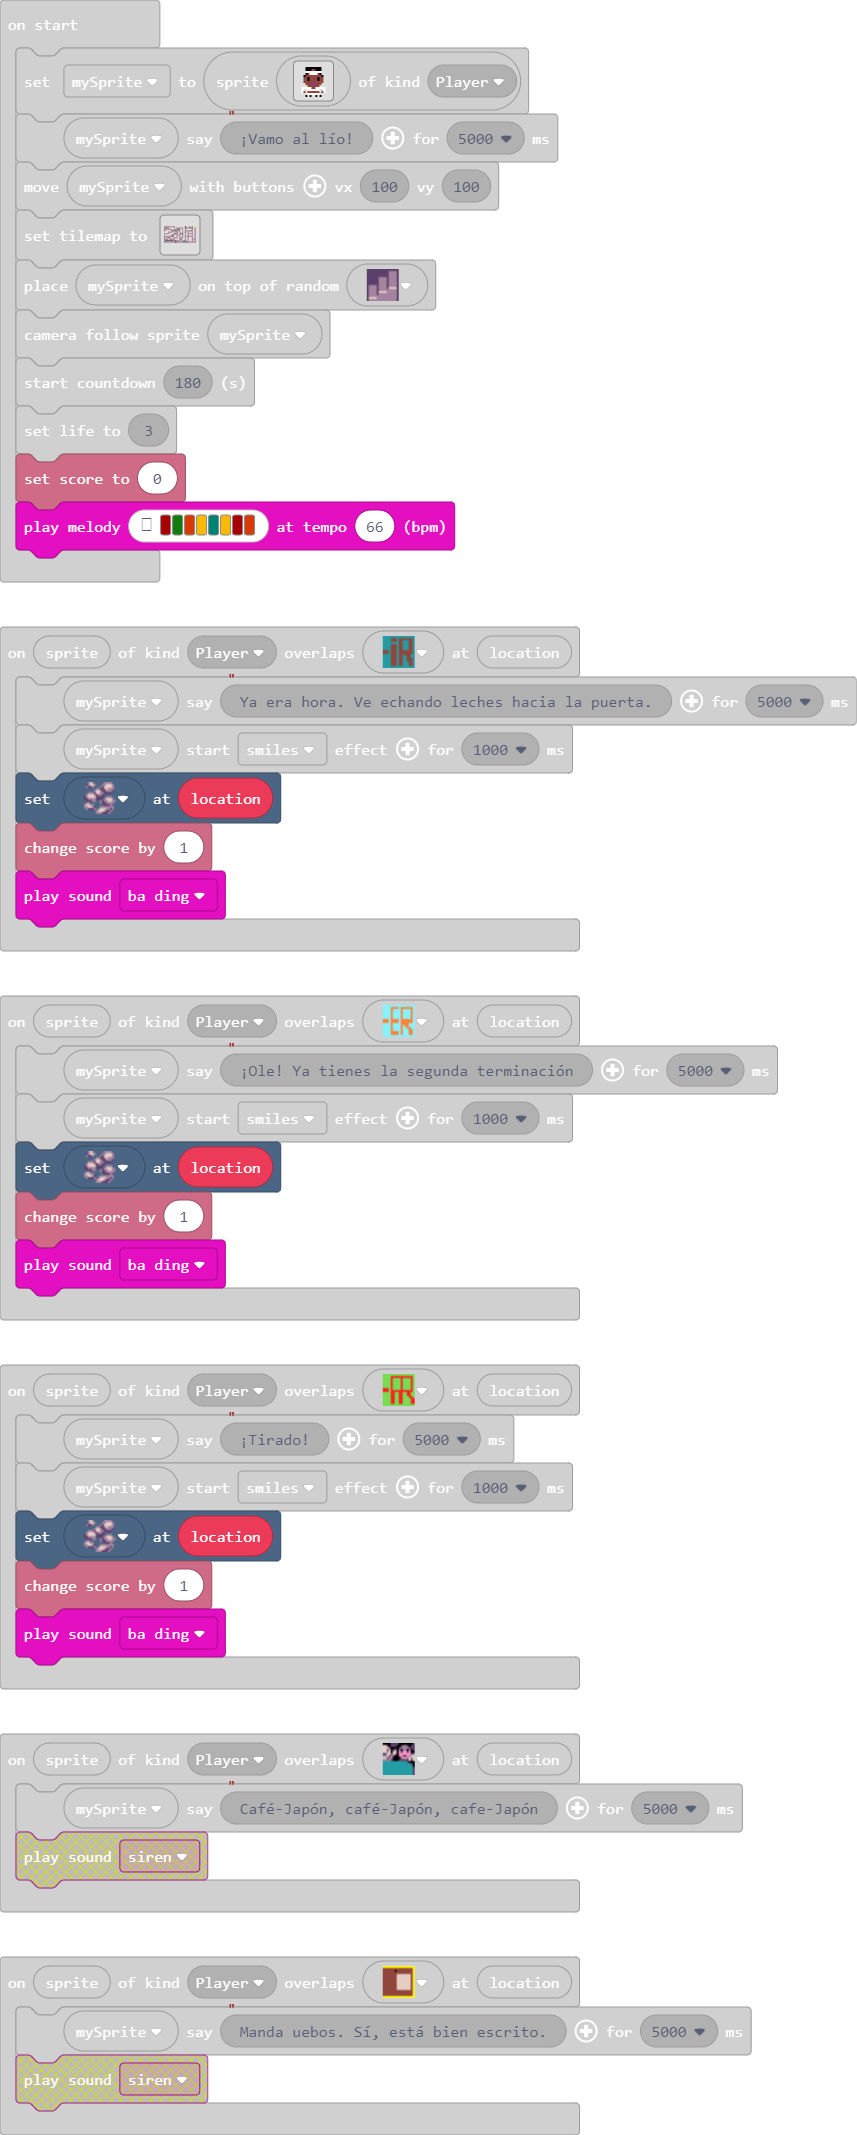 on start
set mySprite to sprite of kind Player
mySprite say "¡Vamo al lío! for 5000 ms
move mySprite with buttons vx 100 vy 100
set tilemap to
place mySprite on top of random
camera follow sprite mySprite
start countdown 180 (s)
set life to 3
set score to 0
play melody at tempo 66 (bpm)
on sprite of kind Player overlaps -iR at location
mySprite say "Ya era hora. Ve echando leches hacia la puerta. for 5000 ms
mySprite start smiles effect for 1000 ms
set at location
change score by 1
play sound ba ding
on sprite of kind Player overlaps -ER at location
mySprite say "¡Ole! Ya tienes la segunda terminación for 5000 ms
mySprite start smiles effect for 1000 ms
set at location
change score by 1
play sound ba ding
on sprite of kind Player overlaps -AR at location
mySprite say "¡Tirado! for 5000 ms
mySprite start smiles effect for 1000 ms
set at location
change score by 1
play sound ba ding
on sprite of kind Player overlaps at location
mySprite say "Café-Japón, café-Japón, cafe-Japón for 5000 ms
play sound siren
on sprite of kind Player overlaps at location
mySprite say "Manda uebos. Sí, está bien escrito. for 5000 ms
play sound siren